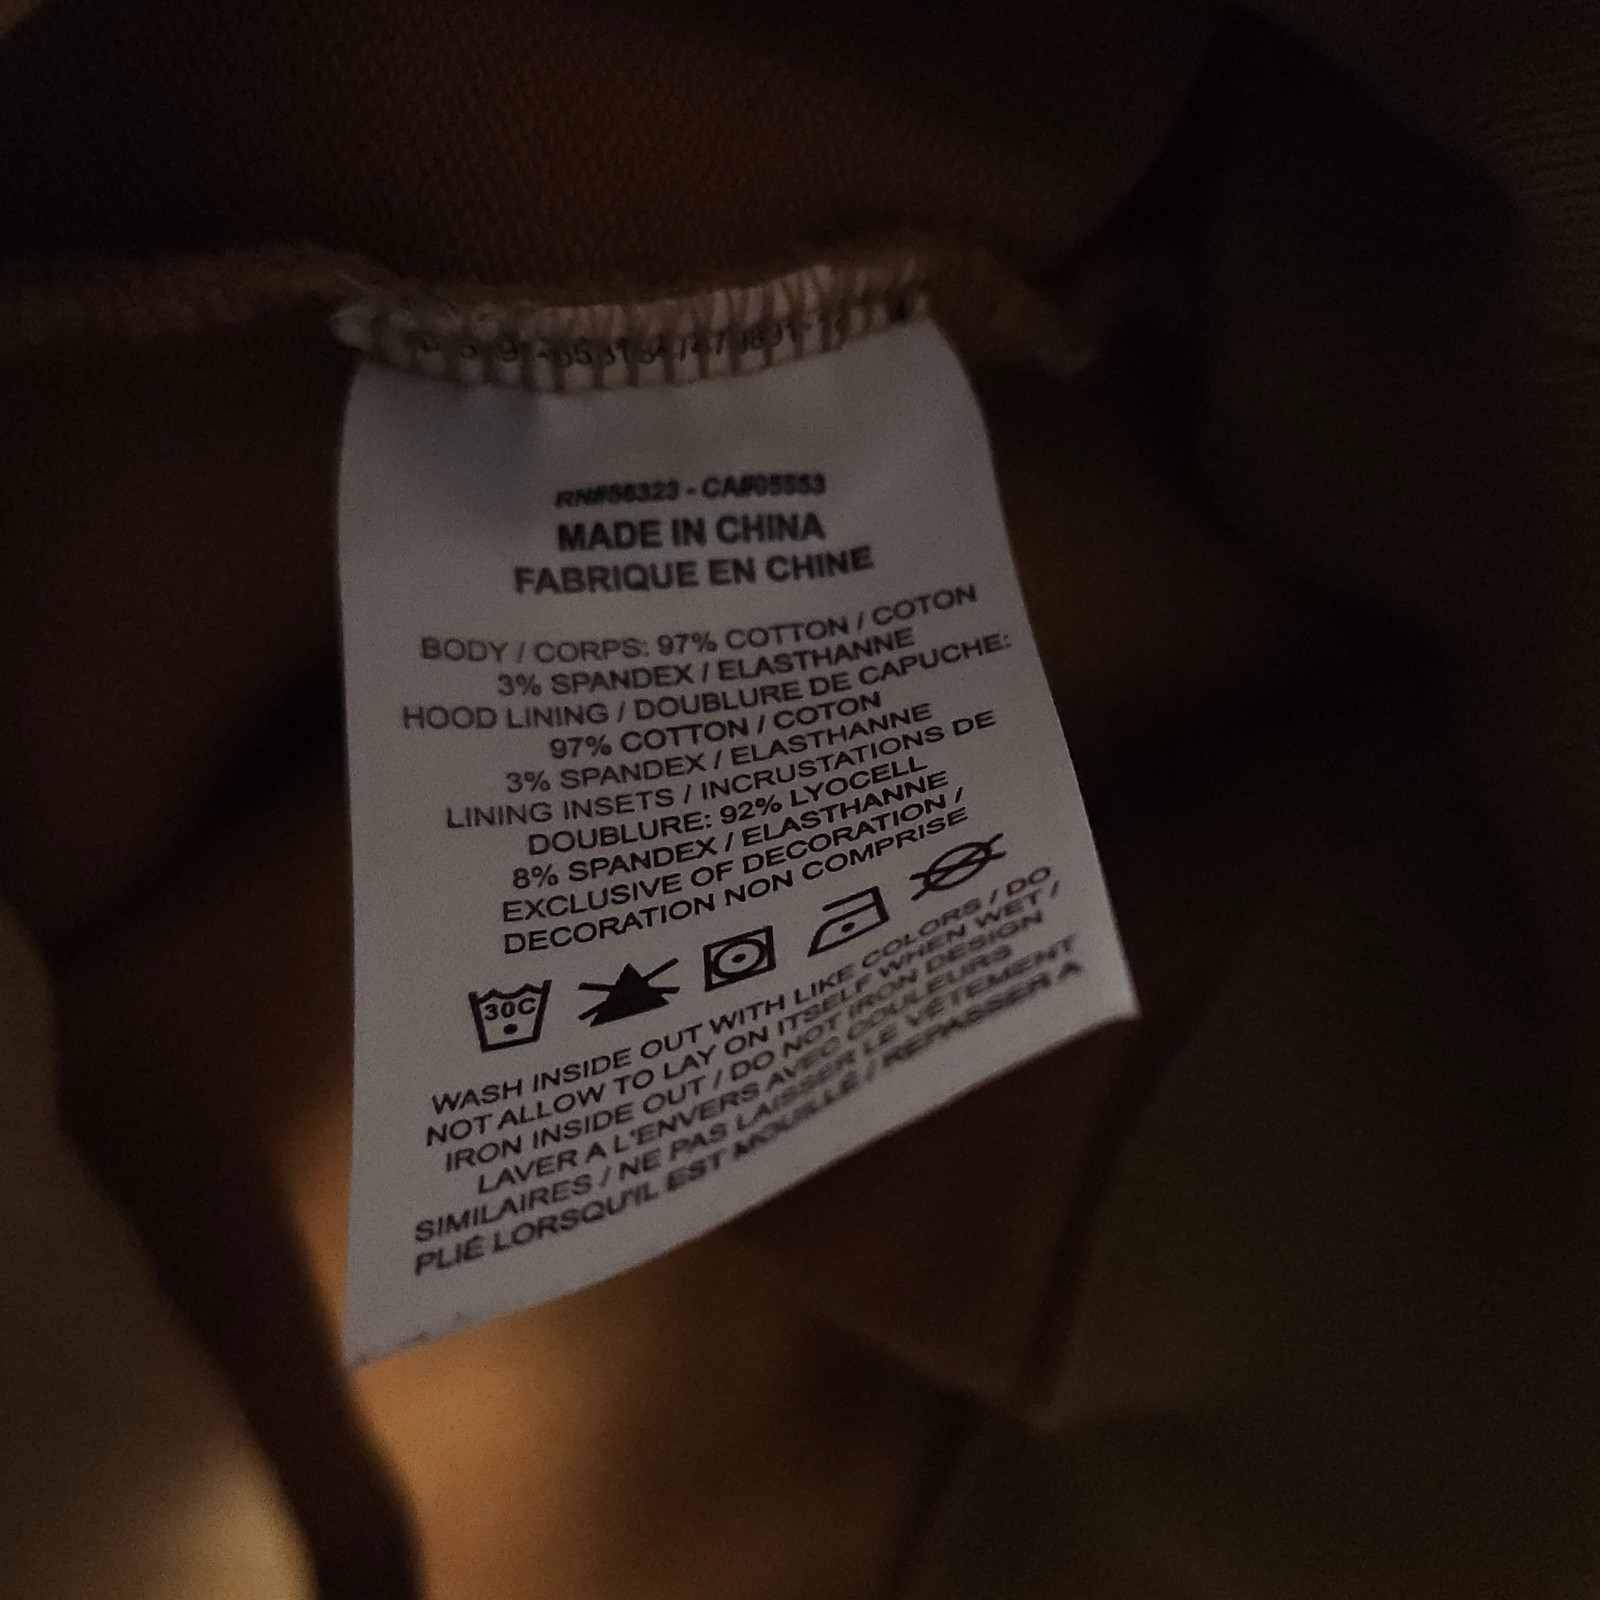 RN#56323 - CA#05553
MADE IN CHINA
FABRIQUE EN CHINE
BODY / CORPS: 97% COTTON / COTON
3% SPANDEX / ELASTHANNE
HOOD LINING / DOUBLURE DE CAPUCHE:
97% COTTON / COTON
3% SPANDEX / ELASTHANNE
LINING INSETS / INCRUSTATIONS DE
DOUBLURE: 92% LYOCELL
8% SPANDEX / ELASTHANNE
EXCLUSIVE OF DECORATION /
DECORATION NON COMPRISE
30C
WASH INSIDE OUT WITH LIKE COLORS / DO
NOT ALLOW TO LAY ON ITSELF WHEN WET /
IRON INSIDE OUT / DO NOT IRON DESIGN
LAVER A L'ENVERS AVEC COULEURS
SIMILAIRES / NE PAS LAISSER LE VÊTEMENT
PLIÉ LORSQU'IL EST MOUILLÉ / REPASSER A